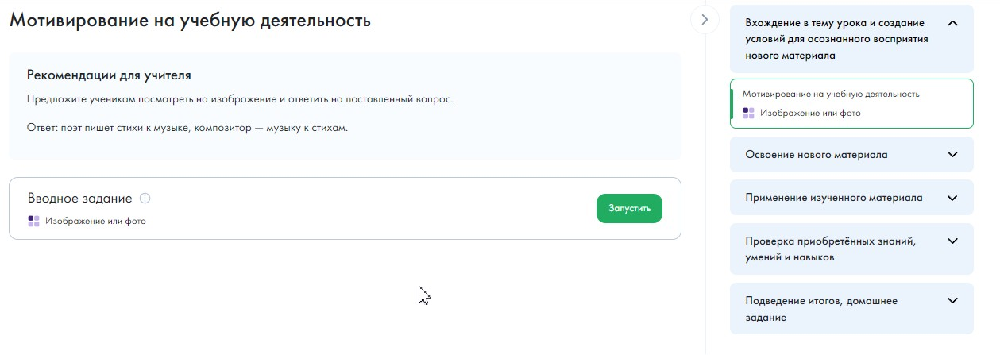 Мотивирование на учебную деятельность
Рекомендации для учителя
Предложите ученикам посмотреть на изображение и ответить на поставленный вопрос.
Ответ: поэт пишет стихи к музыке, композитор — музыку к стихам.
Вводное задание
Изображение или фото
Запустить
Вхождение в тему урока и создание
условий для осознанного восприятия
нового материала
Мотивирование на учебную деятельность
Изображение или фото
Освоение нового материала
Применение изученного материала
Проверка приобретённых знаний,
умений и навыков
Подведение итогов, домашнее
задание